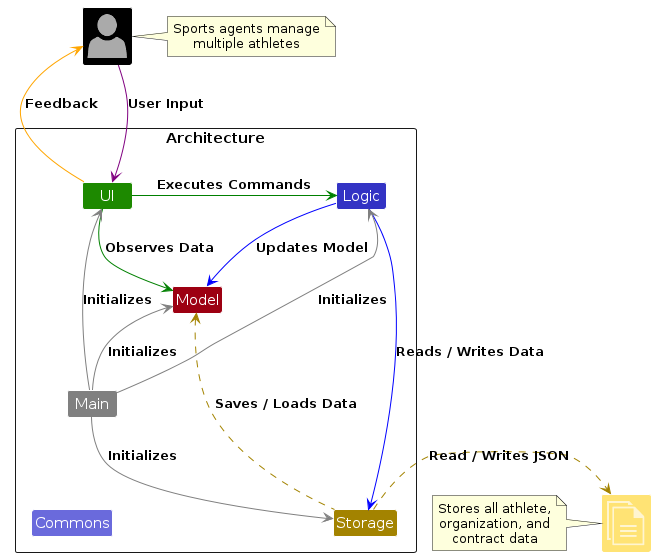 Sports agents manage
multiple athletes
Feedback
User Input
Architecture
UI
Executes Commands
Logic
Observes Data
Updates Model
Model
Initializes
Initializes
Initializes
Reads / Writes Data
Main
Saves / Loads Data
Initializes
Read / Writes JSON
Commons
Storage
Stores all athlete,
organization, and
contract data